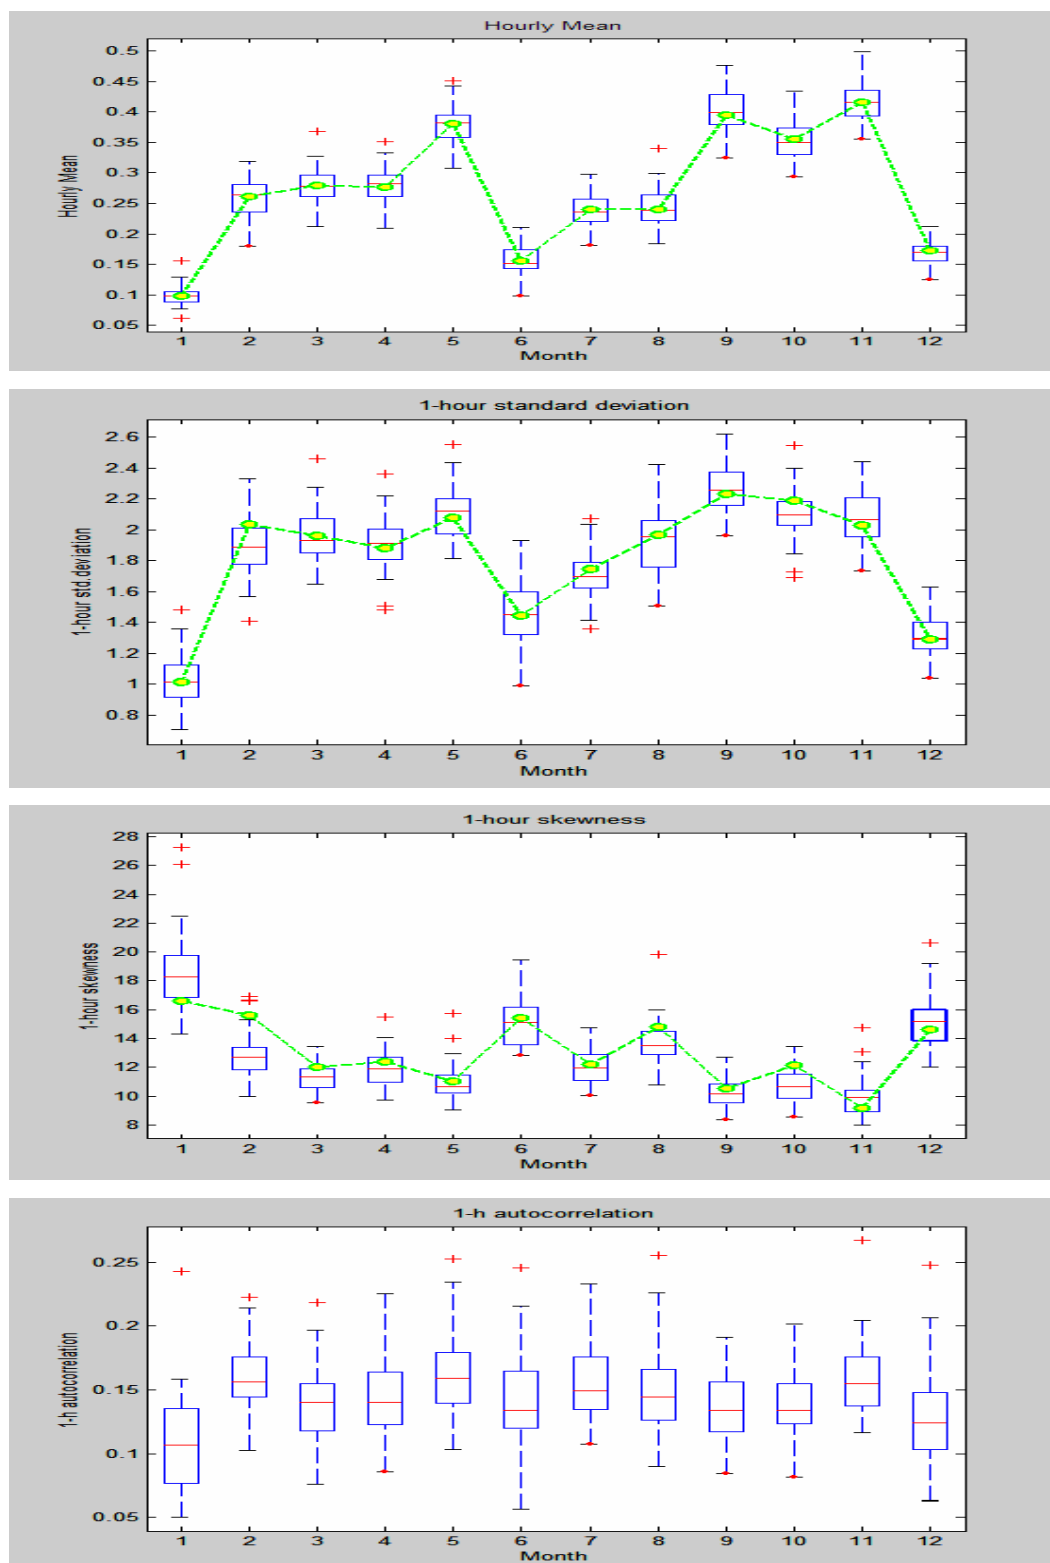 Hourly Mean
0.5
0.45
0.4
0.35
0.3
0.25
0.2
0.15
0.1
0.05
Hourly Mean
1 2 3 4 5 6 7 8 9 10 11 12
Month
1-hour standard deviation
2.6
2.4
2.2
2
1.8
1.6
1.4
1.2
1
0.8
1-hour std.deviation
1 2 3 4 5 6 7 8 9 10 11 12
Month
1-hour skewness
28
26
24
22
20
18
16
14
12
10
8
1-hour skewness
1 2 3 4 5 6 7 8 9 10 11 12
Month
1-h autocorrelation
0.25
0.2
0.15
0.1
0.05
1-h autocorrelation
1 2 3 4 5 6 7 8 9 10 11 12
Month